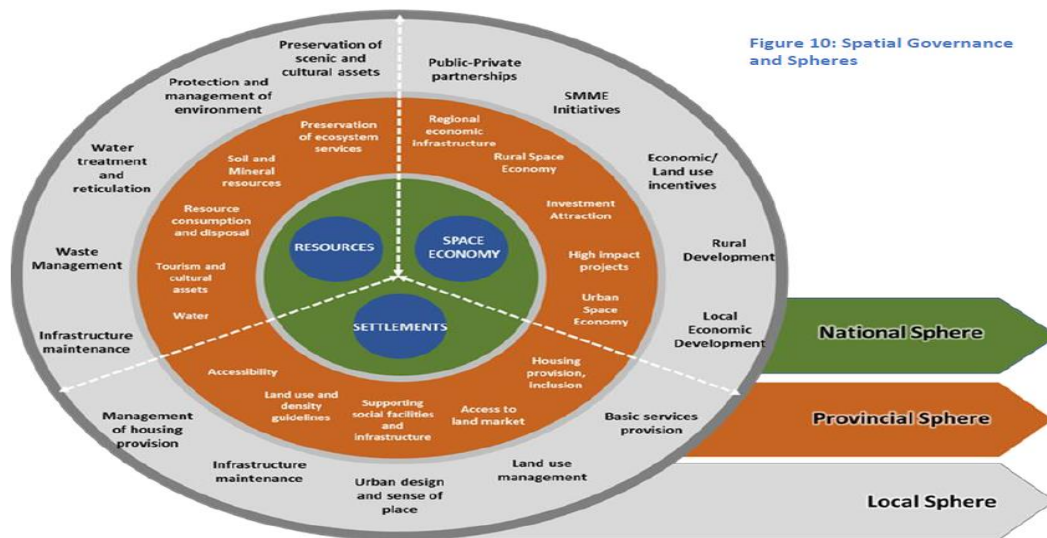 Figure 10: Spatial Governance
and Spheres
Preservation of
scenic and
cultural assets
Protection and
management of
environment
Water
treatment
and
reticulation
Waste
Management
Infrastructure
maintenance
Public-Private
partnerships
SMME
Initiatives
Economic/
Land use
incentives
Rural
Development
Local
Economic
Development
Preservation
of ecosystem
services
Soil and
Mineral
resources
Resource
consumption
and disposal
Tourism and
cultural
assets
Water
Regional
economic
infrastructure
Rural Space
Economy
Investment
Attraction
High impact
projects
Urban
Space
Economy
RESOURCES
SPACE
ECONOMY
SETTLEMENTS
Accessibility
Land use and
density
guidelines
Supporting
social facilities
and
infrastructure
Access to
land market
Housing
provision,
Inclusion
Management
of housing
provision
Infrastructure
maintenance
Urban design
and sense of
place
Land use
management
Basic services
provision
National Sphere
Provincial Sphere
Local Sphere